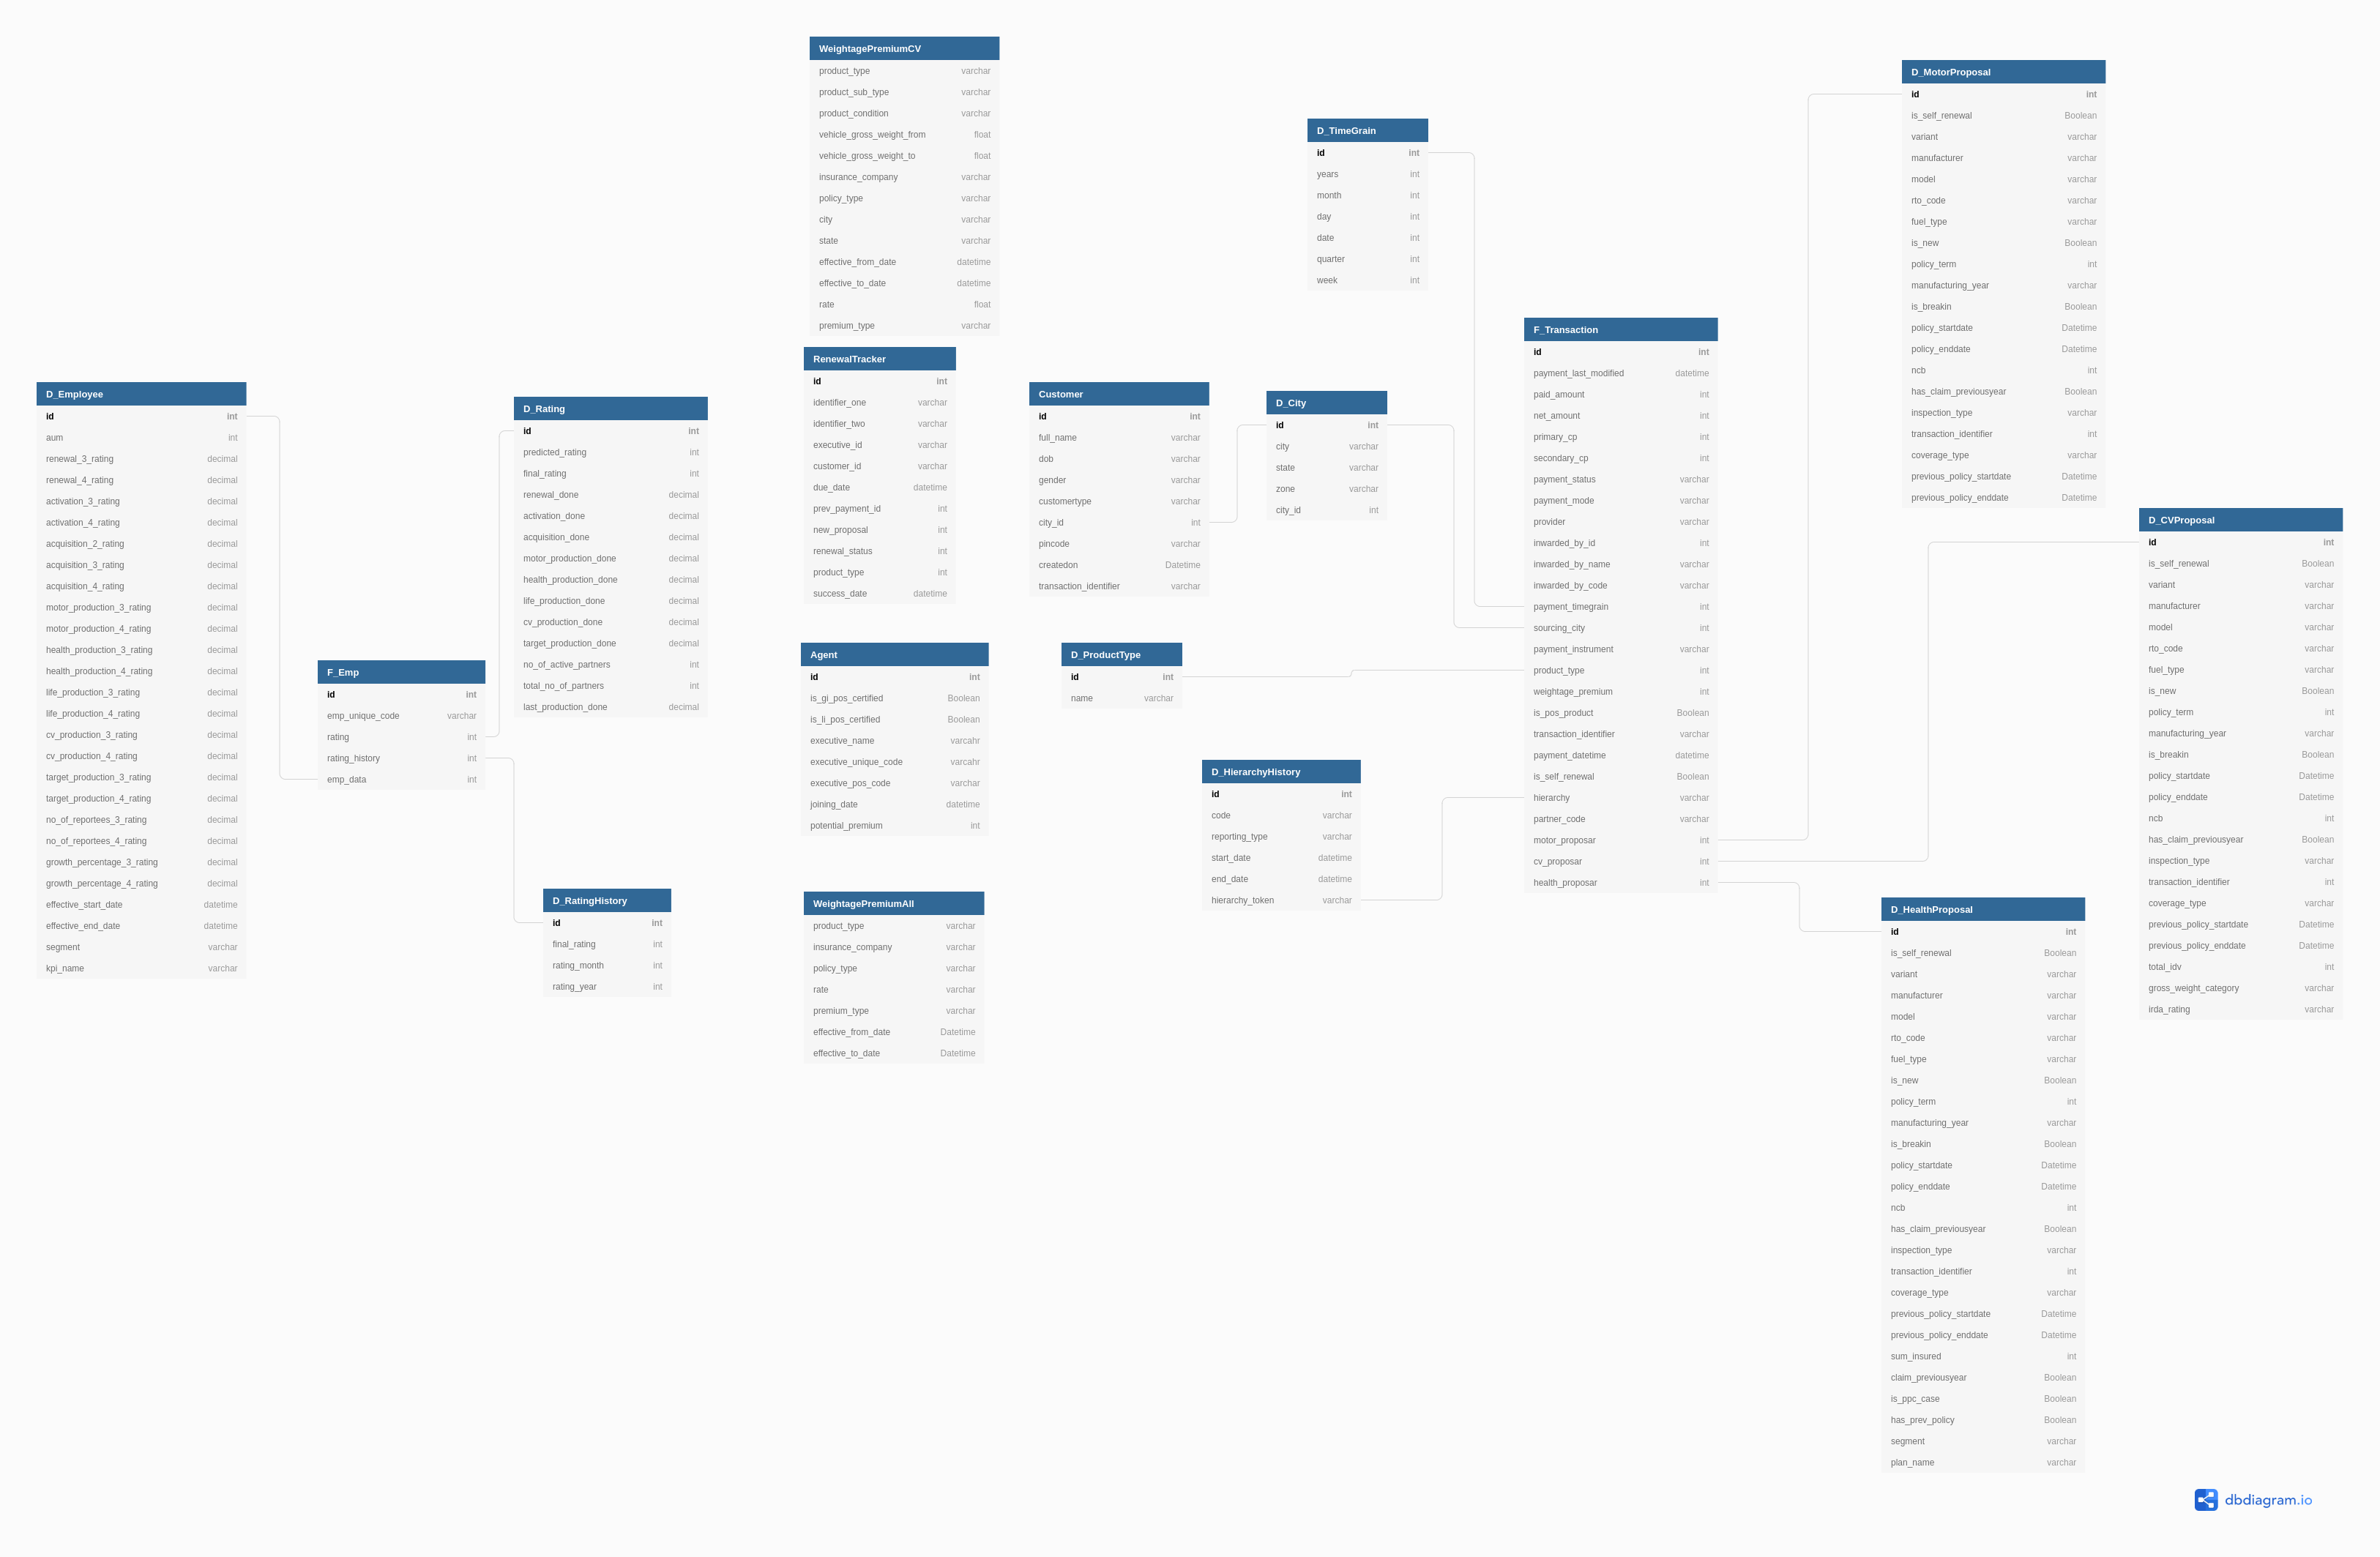 WeightagePremiumCV
product_type varchar
product_sub_type varchar
product_condition varchar
vehicle_gross_weight_from float
vehicle_gross_weight_to float
insurance_company varchar
policy_type varchar
city varchar
state varchar
effective_from_date datetime
effective_to_date datetime
rate float
premium_type varchar
D_MotorProposal
id int
is_self_renewal Boolean
variant varchar
manufacturer varchar
model varchar
rto_code varchar
fuel_type varchar
is_new Boolean
policy_term int
manufacturing_year varchar
is_breakin Boolean
policy_startdate Datetime
policy_enddate Datetime
ncb int
has_claim_previousyear Boolean
inspection_type varchar
transaction_identifier int
coverage_type varchar
previous_policy_startdate Datetime
previous_policy_enddate Datetime
D_TimeGrain
id int
years int
month int
day int
date int
quarter int
week int
F_Transaction
id int
payment_last_modified datetime
paid_amount int
net_amount int
primary_cp int
secondary_cp int
payment_status varchar
payment_mode varchar
provider varchar
inwarded_by_id int
inwarded_by_name varchar
inwarded_by_code varchar
payment_timegrain int
sourcing_city int
payment_instrument varchar
product_type int
weightage_premium int
is_pos_product Boolean
transaction_identifier varchar
payment_datetime datetime
is_self_renewal Boolean
hierarchy varchar
partner_code varchar
motor_proposar int
cv_proposar int
health_proposar int
RenewalTracker
id int
identifier_one varchar
identifier_two varchar
executive_id varchar
customer_id varchar
due_date datetime
prev_payment_id int
new_proposal int
renewal_status int
product_type int
success_date datetime
D_Employee
id int
aum int
renewal_3_rating decimal
renewal_4_rating decimal
activation_3_rating decimal
activation_4_rating decimal
acquisition_2_rating decimal
acquisition_3_rating decimal
acquisition_4_rating decimal
motor_production_3_rating decimal
motor_production_4_rating decimal
health_production_3_rating decimal
health_production_4_rating decimal
life_production_3_rating decimal
life_production_4_rating decimal
cv_production_3_rating decimal
cv_production_4_rating decimal
target_production_3_rating decimal
target_production_4_rating decimal
no_of_reportees_3_rating decimal
no_of_reportees_4_rating decimal
growth_percentage_3_rating decimal
growth_percentage_4_rating decimal
effective_start_date datetime
effective_end_date datetime
segment varchar
kpi_name varchar
Customer
id int
full_name varchar
dob varchar
gender varchar
customertype varchar
city_id int
pincode varchar
createdon Datetime
transaction_identifier varchar
D_City
id int
city varchar
state varchar
zone varchar
city_id int
D_Rating
id int
predicted_rating int
final_rating int
renewal_done decimal
activation_done decimal
acquisition_done decimal
motor_production_done decimal
health_production_done decimal
life_production_done decimal
cv_production_done decimal
target_production_done decimal
no_of_active_partners int
total_no_of_partners int
last_production_done decimal
D_CVProposal
id int
is_self_renewal Boolean
variant varchar
manufacturer varchar
model varchar
rto_code varchar
fuel_type varchar
is_new Boolean
policy_term int
manufacturing_year varchar
is_breakin Boolean
policy_startdate Datetime
policy_enddate Datetime
ncb int
has_claim_previousyear Boolean
inspection_type varchar
transaction_identifier int
coverage_type varchar
previous_policy_startdate Datetime
previous_policy_enddate Datetime
total_idv int
gross_weight_category varchar
irda_rating varchar
Agent
id int
is_gi_pos_certified Boolean
is_li_pos_certified Boolean
executive_name varcahr
executive_unique_code varcahr
executive_pos_code varchar
joining_date datetime
potential_premium int
D_ProductType
id int
name varchar
F_Emp
id int
emp_unique_code varchar
rating int
rating_history int
emp_data int
D_HierarchyHistory
id int
code varchar
reporting_type varchar
start_date datetime
end_date datetime
hierarchy_token varchar
D_RatingHistory
id int
final_rating int
rating_month int
rating_year int
WeightagePremiumAll
product_type varchar
insurance_company varchar
policy_type varchar
rate varchar
premium_type varchar
effective_from_date Datetime
effective_to_date Datetime
D_HealthProposal
id int
is_self_renewal Boolean
variant varchar
manufacturer varchar
model varchar
rto_code varchar
fuel_type varchar
is_new Boolean
policy_term int
manufacturing_year varchar
is_breakin Boolean
policy_startdate Datetime
policy_enddate Datetime
ncb int
has_claim_previousyear Boolean
inspection_type varchar
transaction_identifier int
coverage_type varchar
previous_policy_startdate Datetime
previous_policy_enddate Datetime
sum_insured int
claim_previousyear Boolean
is_ppc_case Boolean
has_prev_policy Boolean
segment varchar
plan_name varchar
dbdiagram.io